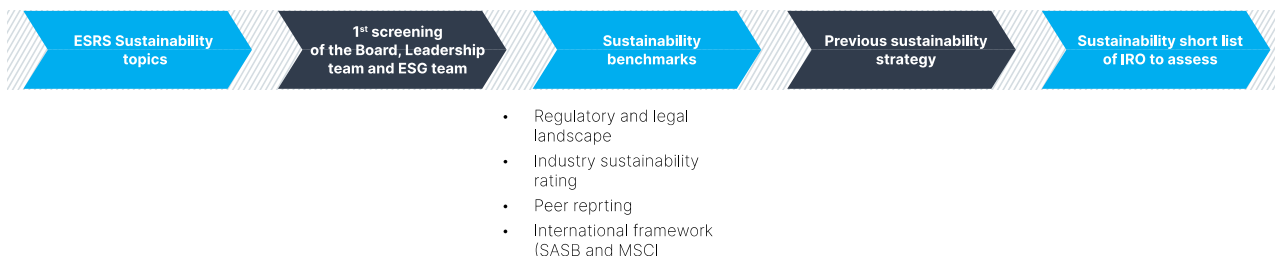 ESRS Sustainability
topics
1st screening
of the Board, Leadership
team and ESG team
Sustainability
benchmarks
Previous sustainability
strategy
Sustainability short list
of IRO to assess
• Regulatory and legal
landscape
• Industry sustainability
rating
• Peer reprting
• International framework
(SASB and MSCI